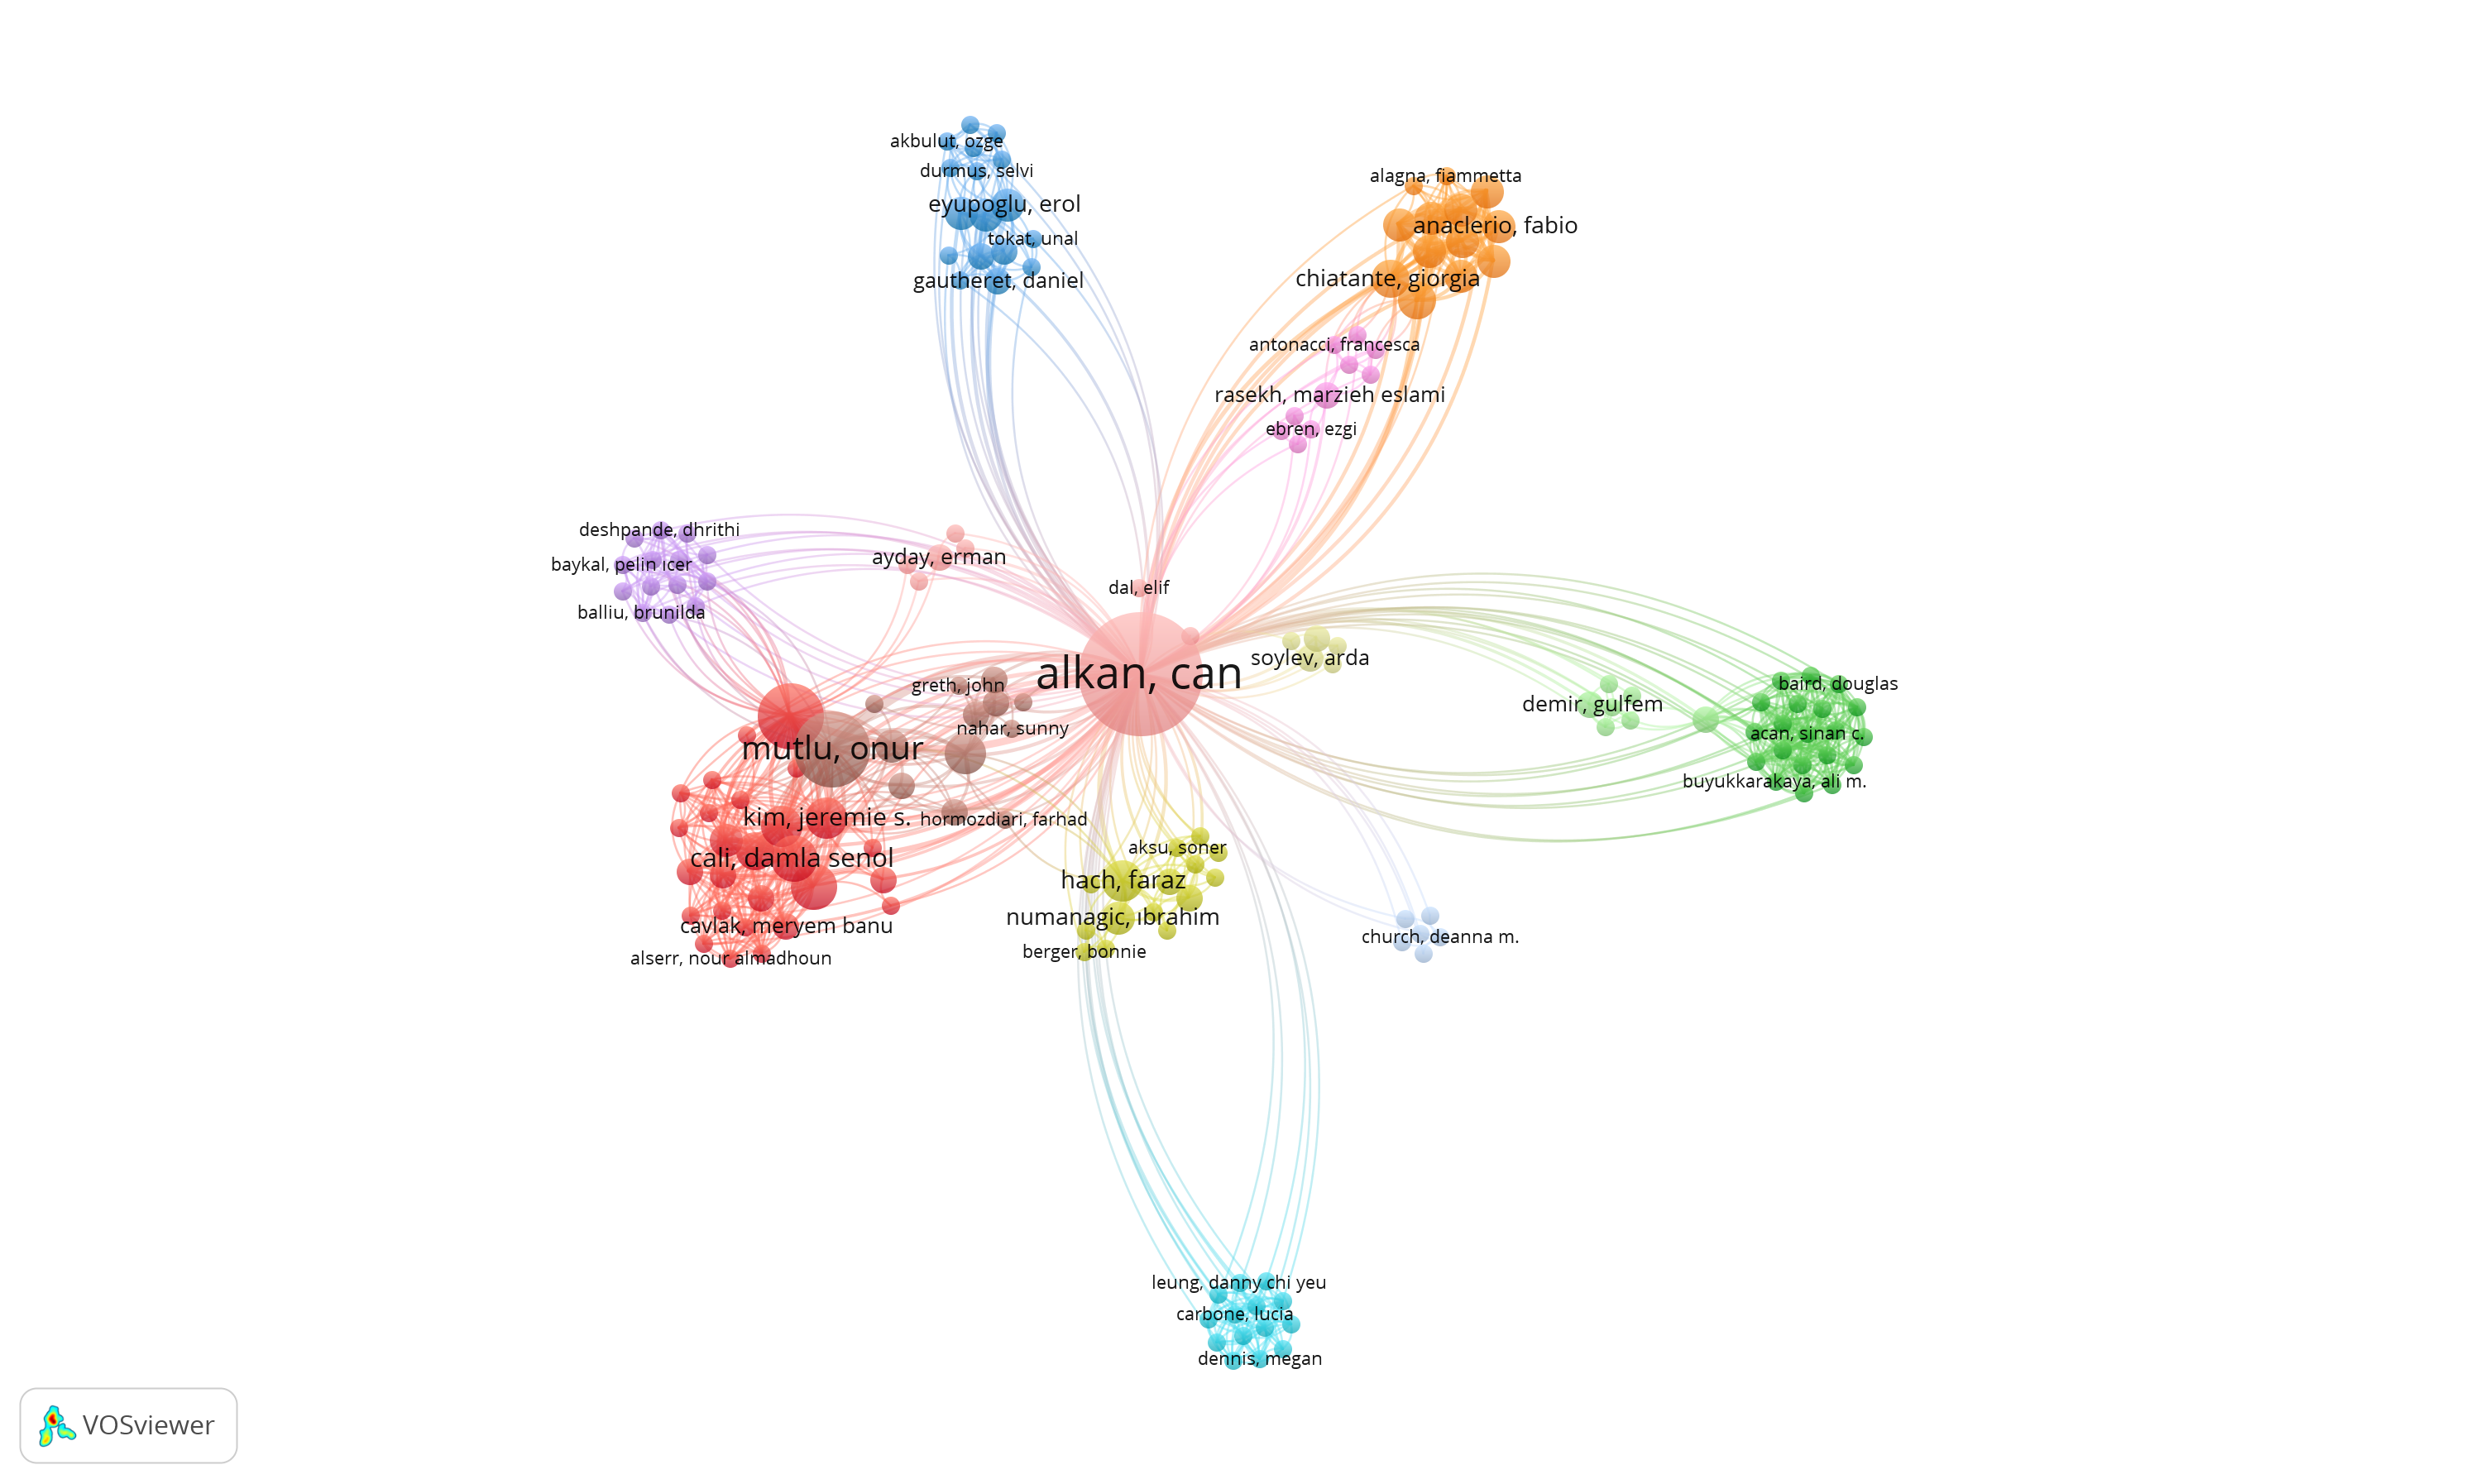 akbulut, ozge
durmus, selvi
alagna, fiammetta
eyupoglu, erol
anaclerio, fabio
tokat, unal
gautheret, daniel
chiatante, giorgia
antonacci, francesca
rasekh, marzieh eslami
ebren, ezgi
deshpande, dhrithi
baykal, pelin icer
ayday, erman
dal, elif
balliu, brunilda
soylev, arda
alkan, can
greth, john
baird, douglas
demir, gulfem
nahar, sunny
acan, sinan c.
mutlu, onur
buyukkarakaya, ali m.
kim, jeremie s.
hormozdiari, farhad
aksu, soner
cali, damla senol
hach, faraz
numanagic, ıbrahim
cavlak, meryem banu
church, deanna m.
berger, bonnie
alserr, nour almadhoun
leung, danny chi yeu
carbone, lucia
dennis, megan
VOSviewer